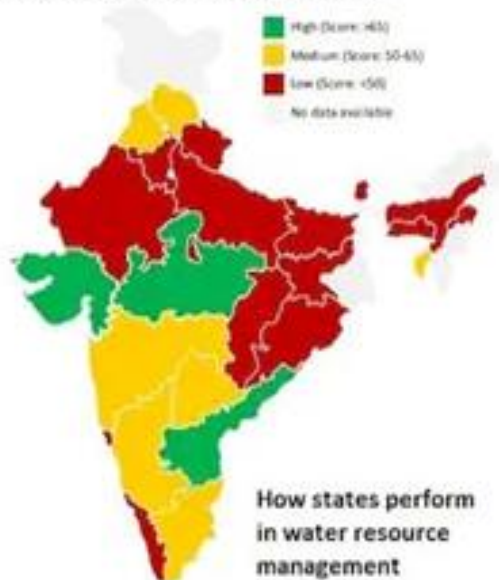 High (Score: >65)
Medium (Score: 50-65)
Low (Score: <50)
No data available
How states perform
in water resource
management